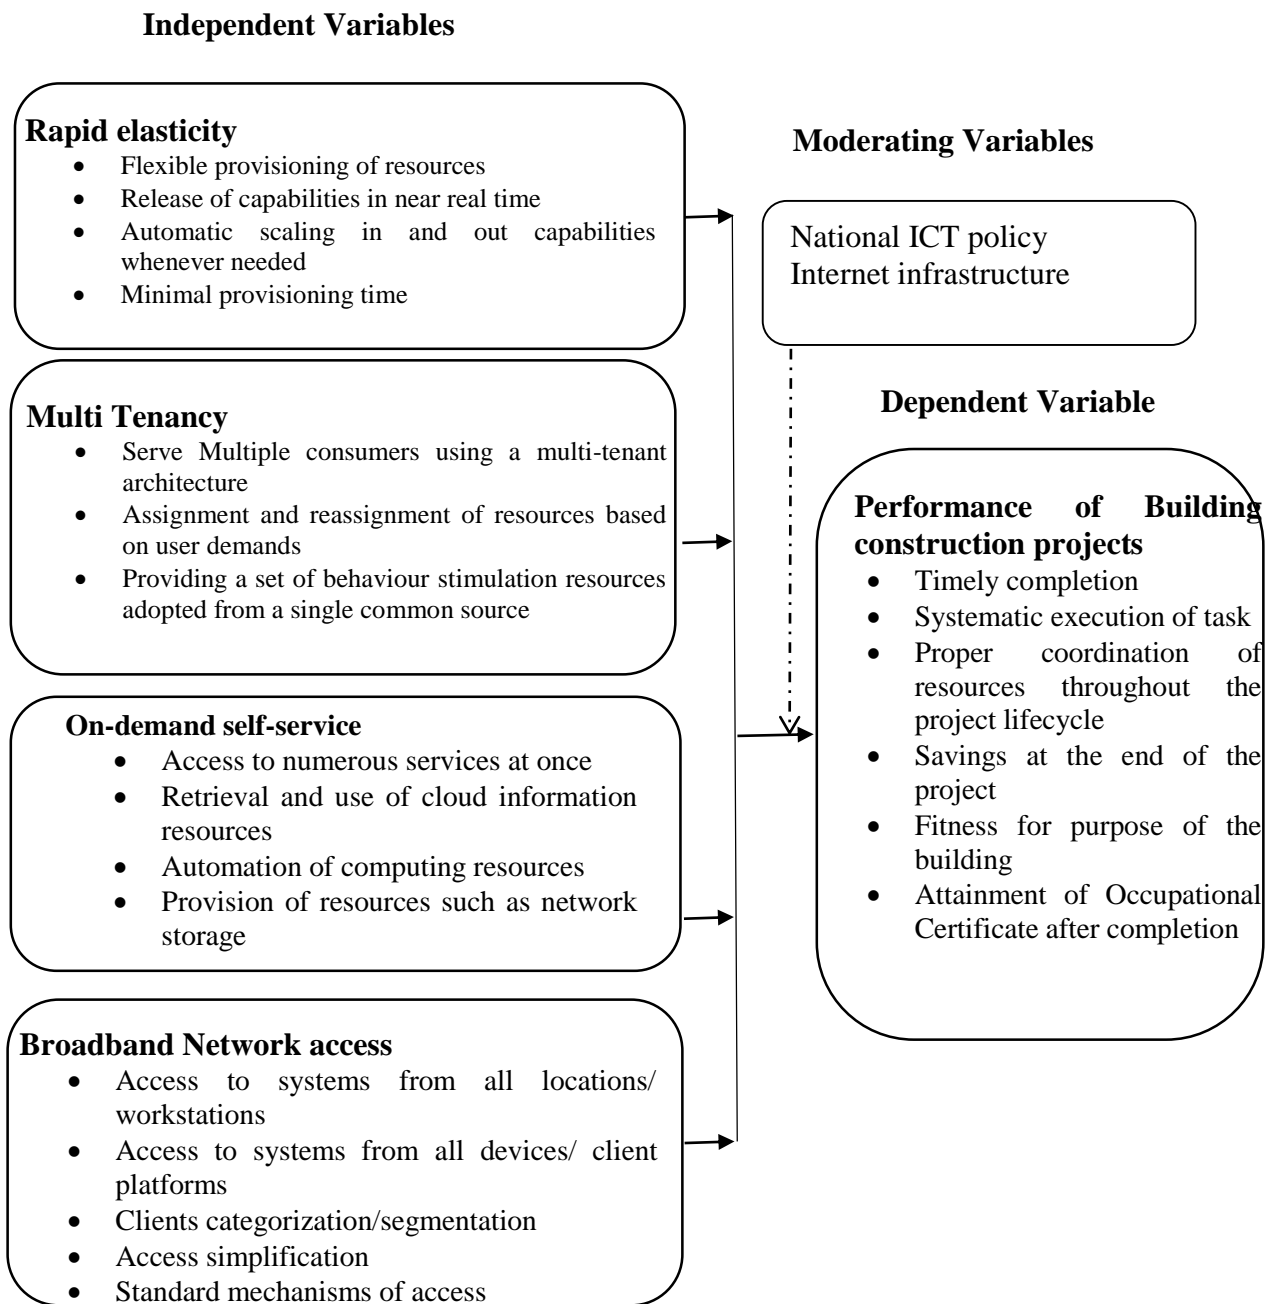 Independent Variables
Rapid elasticity
• Flexible provisioning of resources
• Release of capabilities in near real time
• Automatic scaling in and out capabilities
whenever needed
• Minimal provisioning time
Multi Tenancy
• Serve Multiple consumers using a multi-tenant
architecture
• Assignment and reassignment of resources based
on user demands
• Providing a set of behaviour stimulation resources
adopted from a single common source
On-demand self-service
• Access to numerous services at once
• Retrieval and use of cloud information
resources
• Automation of computing resources
• Provision of resources such as network
storage
Broadband Network access
• Access to systems from all locations/
workstations
• Access to systems from all devices/ client
platforms
• Clients categorization/segmentation
• Access simplification
• Standard mechanisms of access
Moderating Variables
National ICT policy
Internet infrastructure
Dependent Variable
Performance of Building
construction projects
• Timely completion
• Systematic execution of task
• Proper coordination of
resources throughout the
project lifecycle
• Savings at the end of the
project
• Fitness for purpose of the
building
• Attainment of Occupational
Certificate after completion